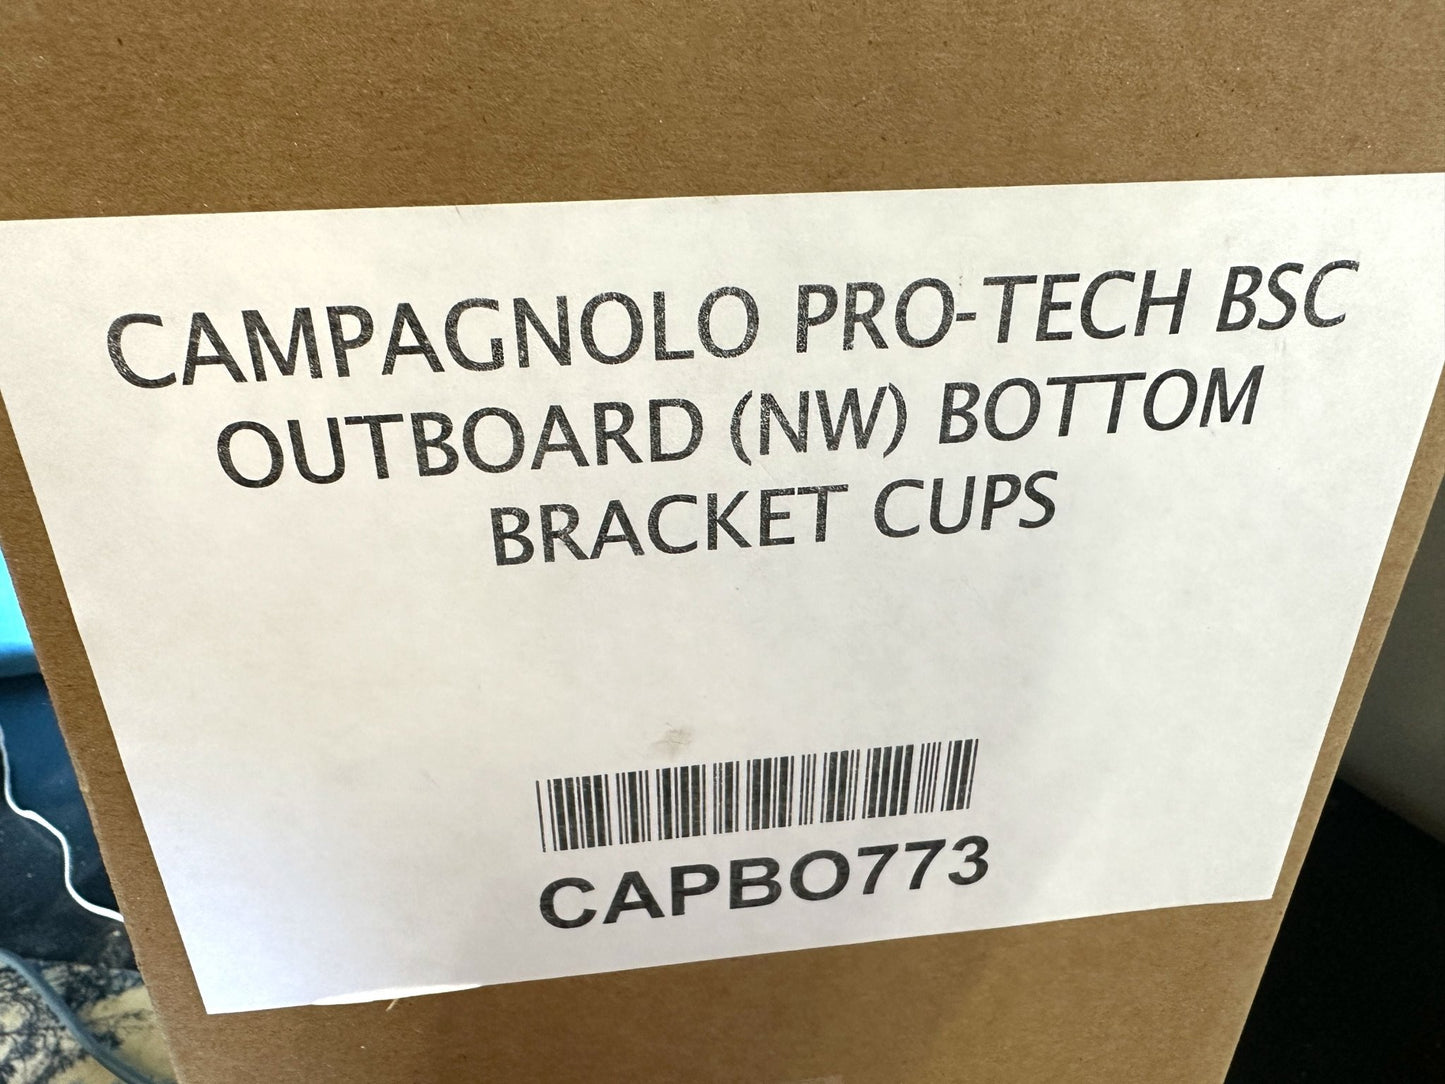 CAMPAGNOLO PRO-TECH BSC
OUTBOARD (NW) BOTTOM
BRACKET CUPS
CAPBO773